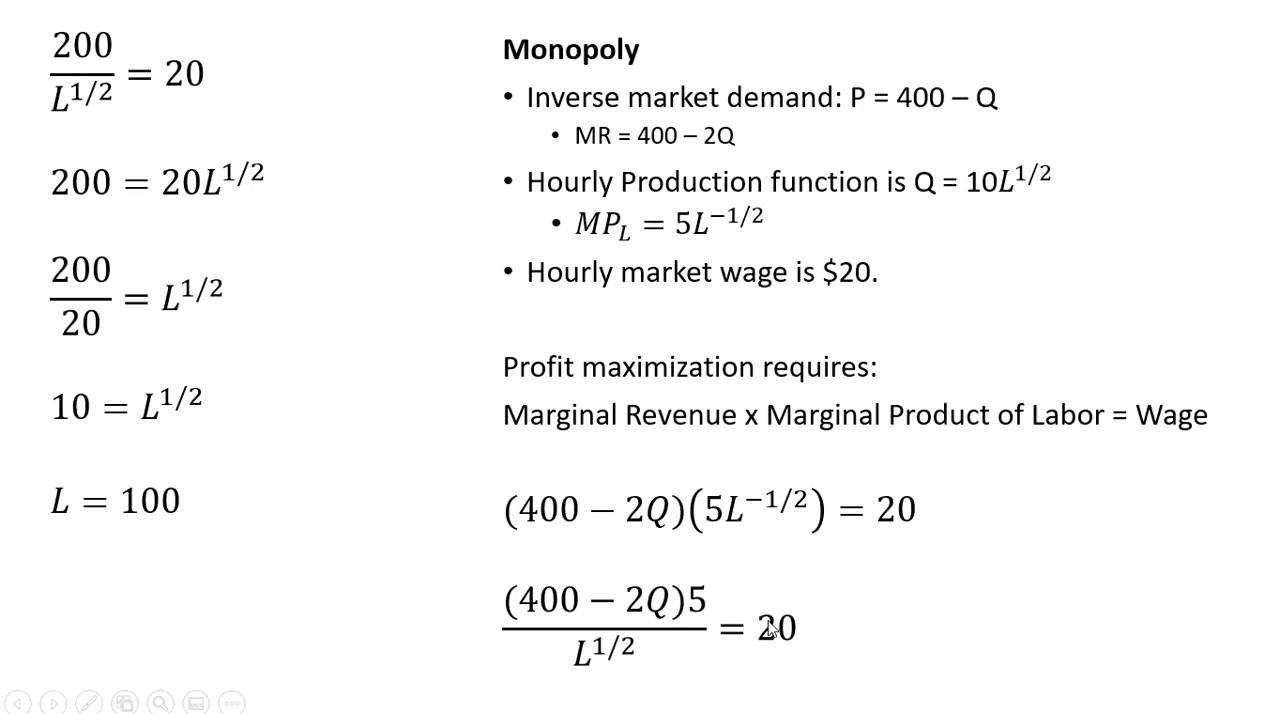 200/L^{1/2} = 20
200 = 20L^{1/2}
200/20 = L^{1/2}
10 = L^{1/2}
L = 100
Monopoly
• Inverse market demand: P = 400 – Q
• MR = 400 – 2Q
• Hourly Production function is Q = 10L^{1/2}
• MP_L = 5L^{−1/2}
• Hourly market wage is $20.
Profit maximization requires:
Marginal Revenue x Marginal Product of Labor = Wage
(400 − 2Q)(5L^{−1/2}) = 20
(400 − 2Q)5/L^{1/2} = 20